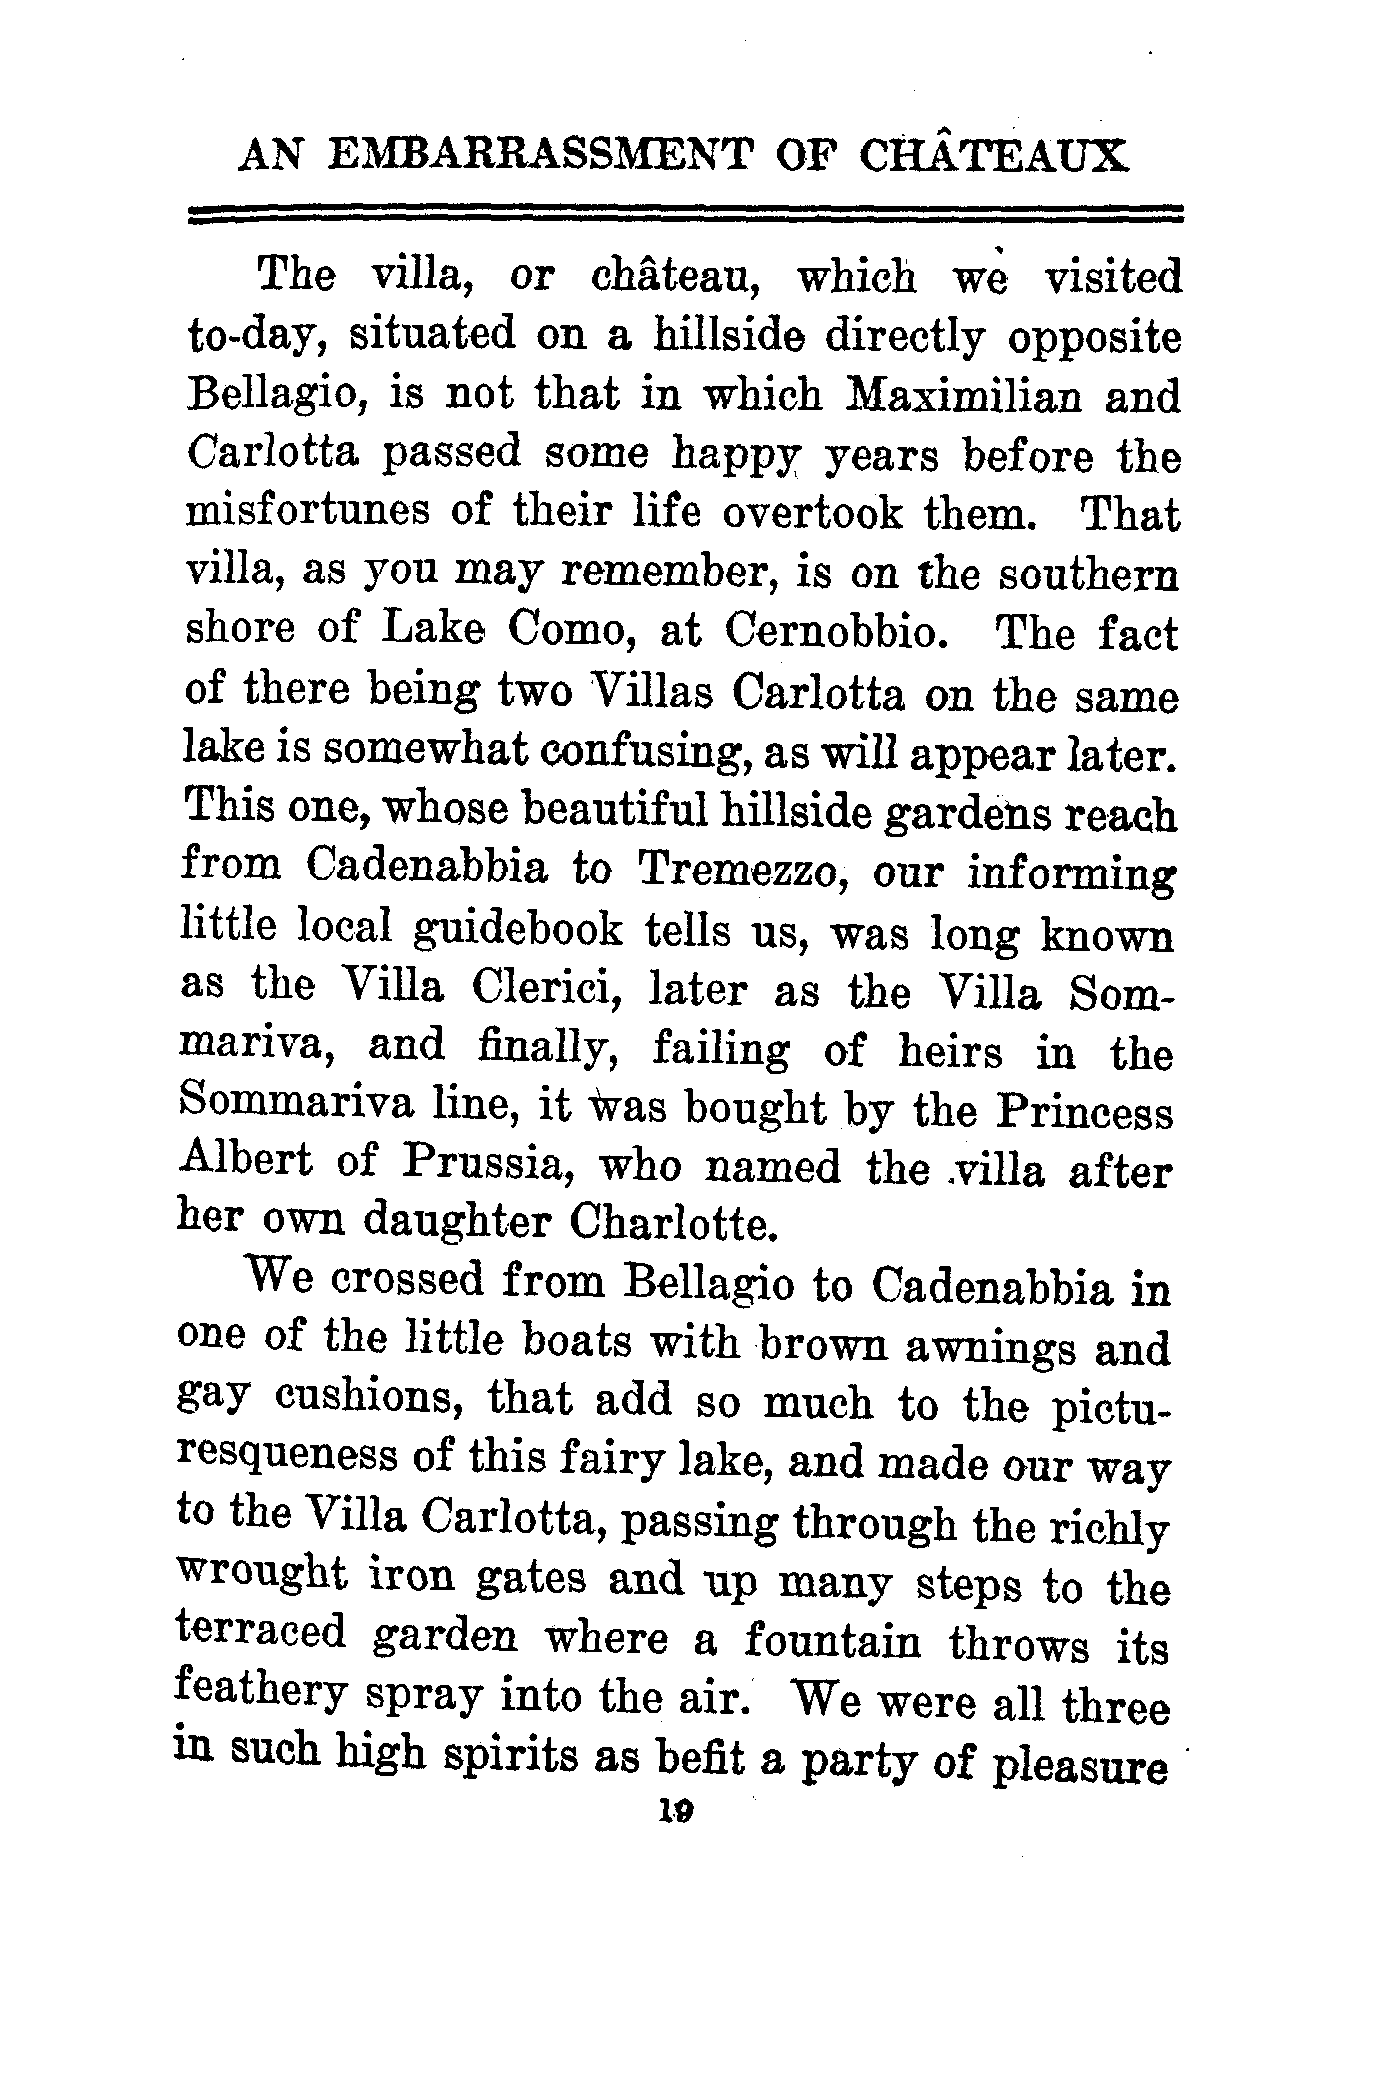 AN EMBARRASSMENT OF CHÂTEAUX
The villa, or château, which we visited
to-day, situated on a hillside directly opposite
Bellagio, is not that in which Maximilian and
Carlotta passed some happy years before the
misfortunes of their life overtook them. That
villa, as you may remember, is on the southern
shore of Lake Como, at Cernobbio. The fact
of there being two Villas Carlotta on the same
lake is somewhat confusing, as will appear later.
This one, whose beautiful hillside gardens reach
from Cadenabbia to Tremezzo, our informing
little local guidebook tells us, was long known
as the Villa Clerici, later as the Villa Som-
mariva, and finally, failing of heirs in the
Sommariva line, it was bought by the Princess
Albert of Prussia, who named the villa after
her own daughter Charlotte.
We crossed from Bellagio to Cadenabbia in
one of the little boats with brown awnings and
gay cushions, that add so much to the pictu-
resqueness of this fairy lake, and made our way
to the Villa Carlotta, passing through the richly
wrought iron gates and up many steps to the
terraced garden where a fountain throws its
feathery spray into the air. We were all three
in such high spirits as befit a party of pleasure
19